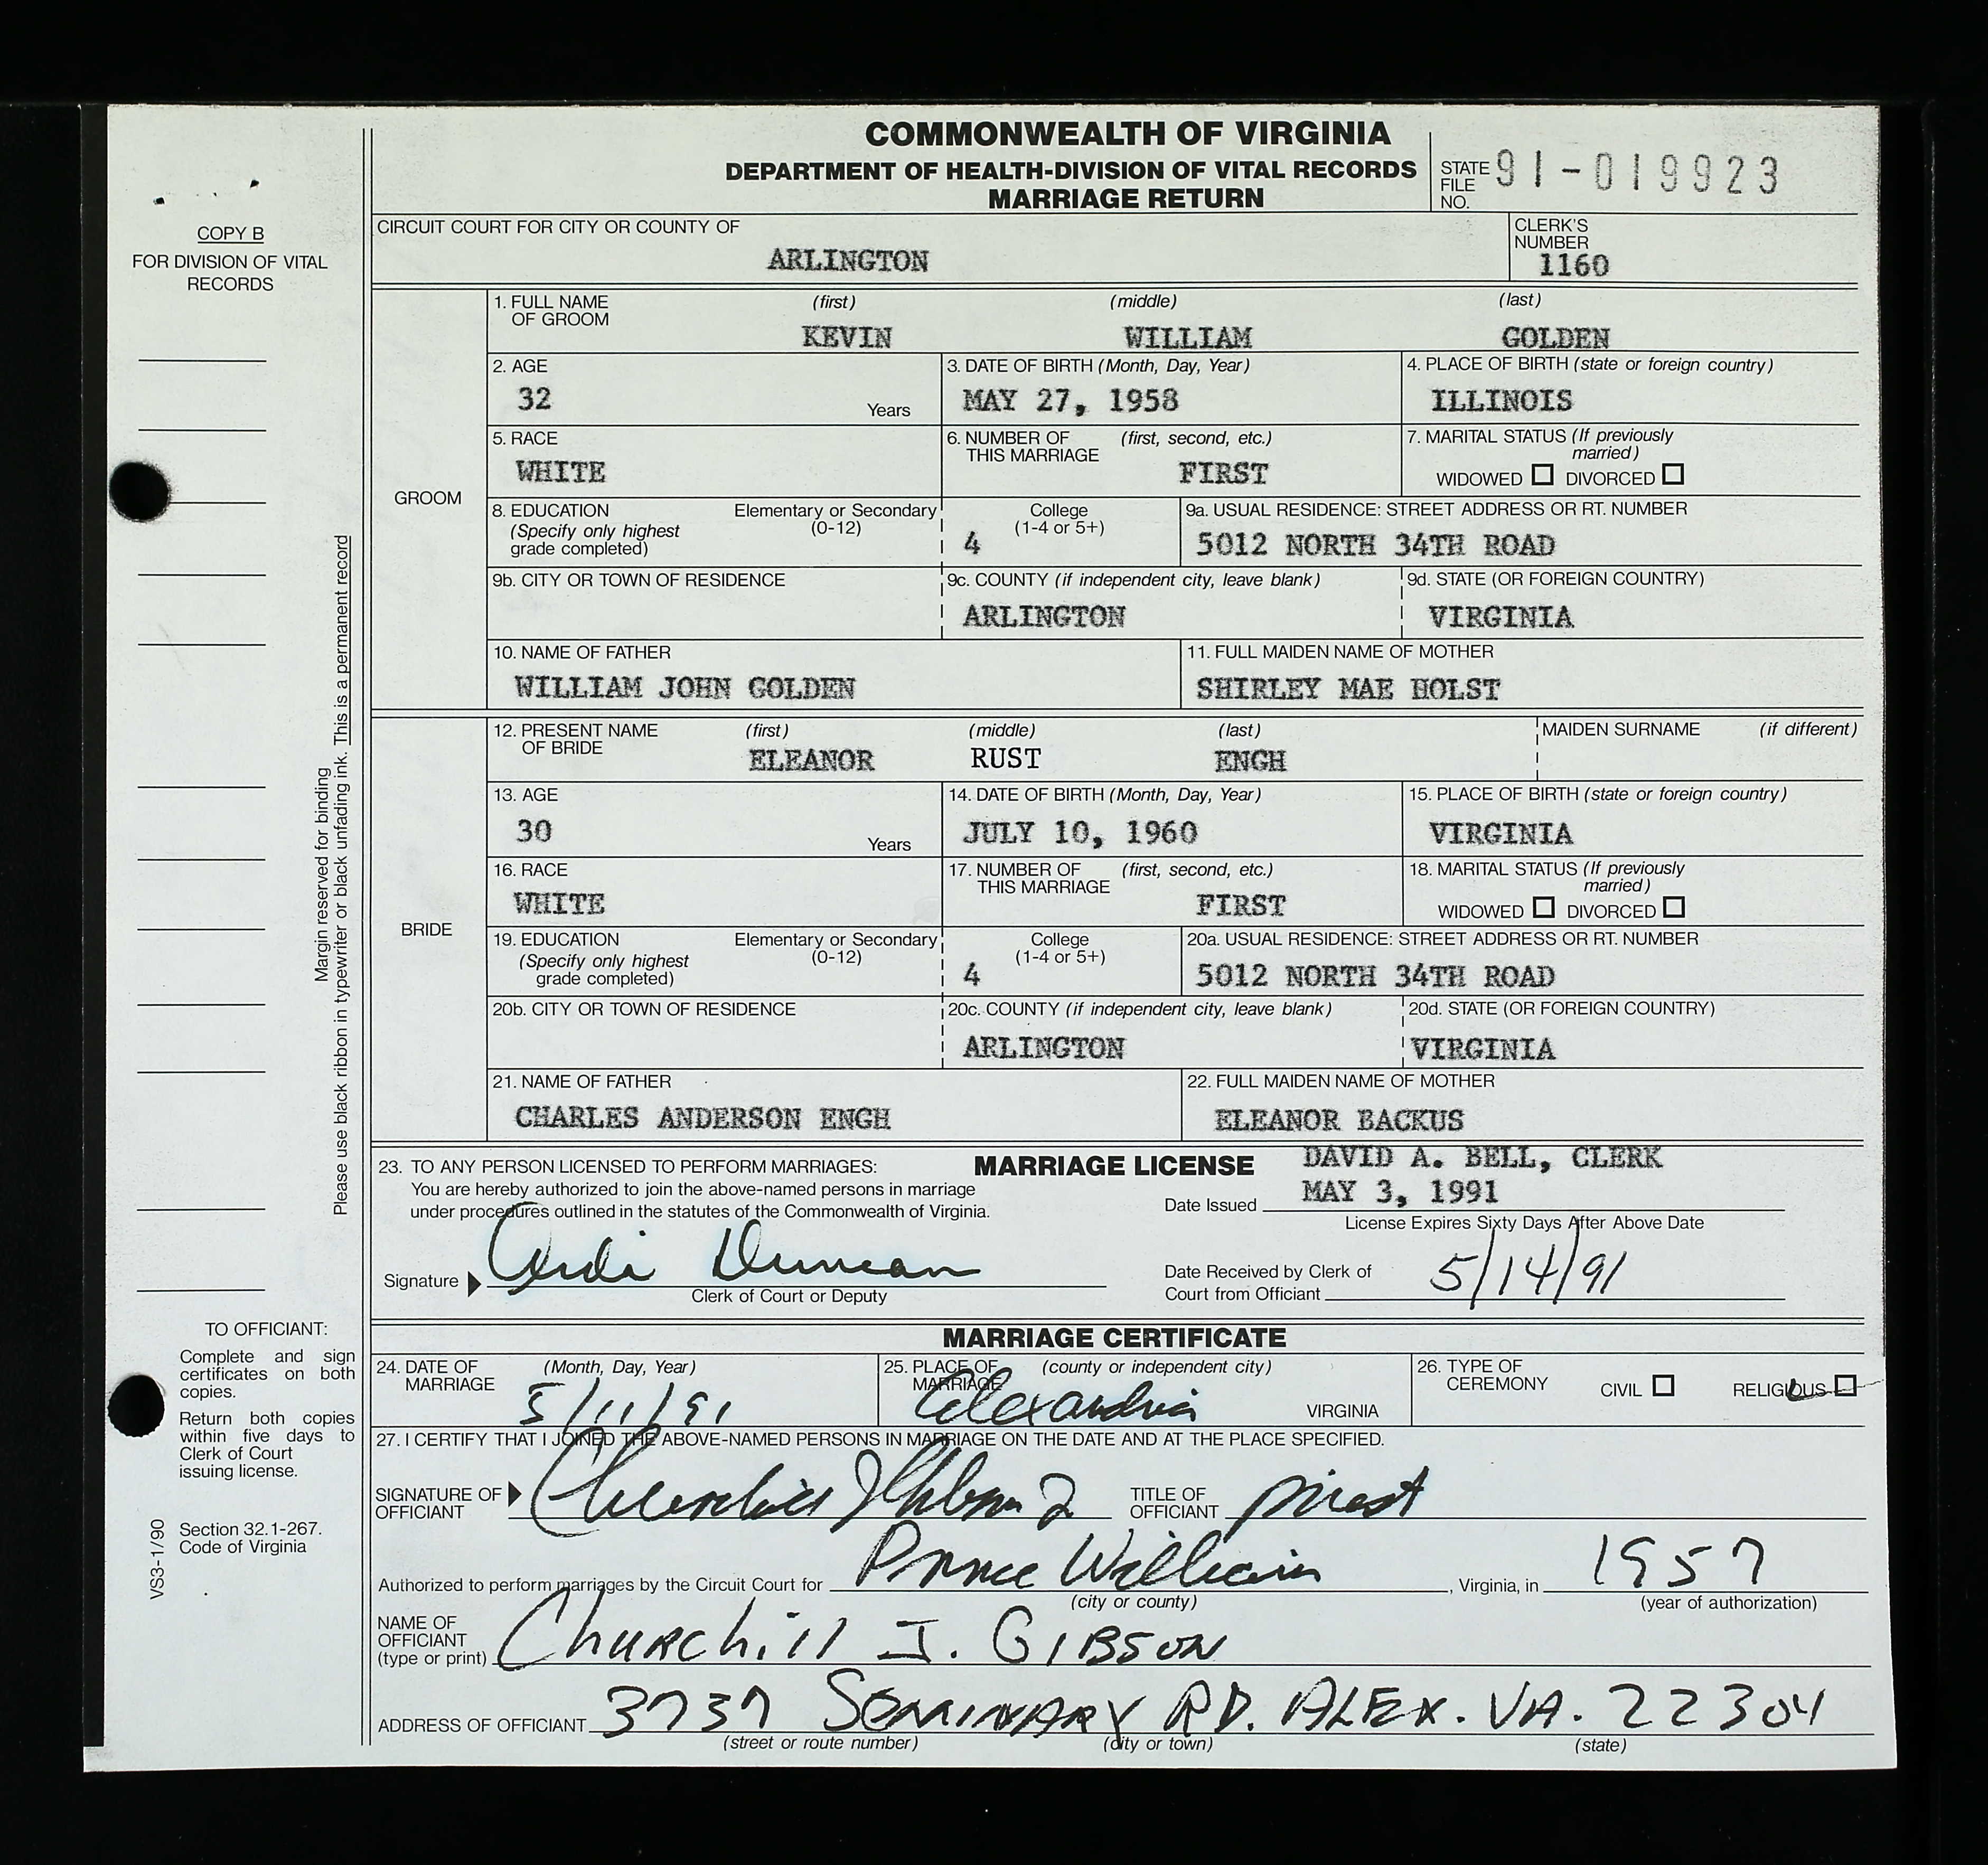 COMMONWEALTH OF VIRGINIA
DEPARTMENT OF HEALTH-DIVISION OF VITAL RECORDS
MARRIAGE RETURN
STATE FILE NO. 91-019923
COPY B
FOR DIVISION OF VITAL RECORDS
CIRCUIT COURT FOR CITY OR COUNTY OF
ARLINGTON
CLERK'S NUMBER
1160
GROOM
1. FULL NAME OF GROOM (first) (middle) (last)
KEVIN WILLIAM GOLDEN
2. AGE 3. DATE OF BIRTH (Month, Day, Year) 4. PLACE OF BIRTH (state or foreign country)
32 Years MAY 27, 1958 ILLINOIS
5. RACE 6. NUMBER OF THIS MARRIAGE (first, second, etc.) 7. MARITAL STATUS (If previously married)
WHITE FIRST WIDOWED DIVORCED
8. EDUCATION (Specify only highest grade completed) Elementary or Secondary (0-12) College (1-4 or 5+) 9a. USUAL RESIDENCE: STREET ADDRESS OR RT. NUMBER
4 5012 NORTH 34TH ROAD
9b. CITY OR TOWN OF RESIDENCE 9c. COUNTY (if independent city, leave blank) 9d. STATE (OR FOREIGN COUNTRY)
ARLINGTON VIRGINIA
10. NAME OF FATHER 11. FULL MAIDEN NAME OF MOTHER
WILLIAM JOHN GOLDEN SHIRLEY MAE HOLST
BRIDE
12. PRESENT NAME OF BRIDE (first) (middle) (last) MAIDEN SURNAME (if different)
ELEANOR RUST ENGH
13. AGE 14. DATE OF BIRTH (Month, Day, Year) 15. PLACE OF BIRTH (state or foreign country)
30 Years JULY 10, 1960 VIRGINIA
16. RACE 17. NUMBER OF THIS MARRIAGE (first, second, etc.) 18. MARITAL STATUS (If previously married)
WHITE FIRST WIDOWED DIVORCED
19. EDUCATION (Specify only highest grade completed) Elementary or Secondary (0-12) College (1-4 or 5+) 20a. USUAL RESIDENCE: STREET ADDRESS OR RT. NUMBER
4 5012 NORTH 34TH ROAD
20b. CITY OR TOWN OF RESIDENCE 20c. COUNTY (if independent city, leave blank) 20d. STATE (OR FOREIGN COUNTRY)
ARLINGTON VIRGINIA
21. NAME OF FATHER 22. FULL MAIDEN NAME OF MOTHER
CHARLES ANDERSON ENGH ELEANOR BACKUS
Margin reserved for binding
Please use black ribbon in typewriter or black unfading ink. This is a permanent record
23. TO ANY PERSON LICENSED TO PERFORM MARRIAGES: MARRIAGE LICENSE DAVID A. BELL, CLERK
You are hereby authorized to join the above-named persons in marriage
under procedures outlined in the statutes of the Commonwealth of Virginia.
Date Issued MAY 3, 1991
License Expires Sixty Days After Above Date
Signature Duncan
Clerk of Court or Deputy
Date Received by Clerk of Court from Officiant 5/14/91
MARRIAGE CERTIFICATE
24. DATE OF MARRIAGE (Month, Day, Year) 25. PLACE OF MARRIAGE (county or independent city) 26. TYPE OF CEREMONY CIVIL RELIGIOUS
5/11/91 Alexandria VIRGINIA
27. I CERTIFY THAT I JOINED THE ABOVE-NAMED PERSONS IN MARRIAGE ON THE DATE AND AT THE PLACE SPECIFIED.
SIGNATURE OF OFFICIANT Churchill J Gibson TITLE OF OFFICIANT priest
Authorized to perform marriages by the Circuit Court for Prince William, Virginia, in 1957
(city or county) (year of authorization)
NAME OF OFFICIANT (type or print) Churchill J. GIBSON
ADDRESS OF OFFICIANT 3737 SEMINARY RD. ALEX. VA. 22304
(street or route number) (city or town) (state)
TO OFFICIANT:
Complete and sign
certificates on both
copies.
Return both copies
within five days to
Clerk of Court
issuing license.
Section 32.1-267.
Code of Virginia
VS3-1/90